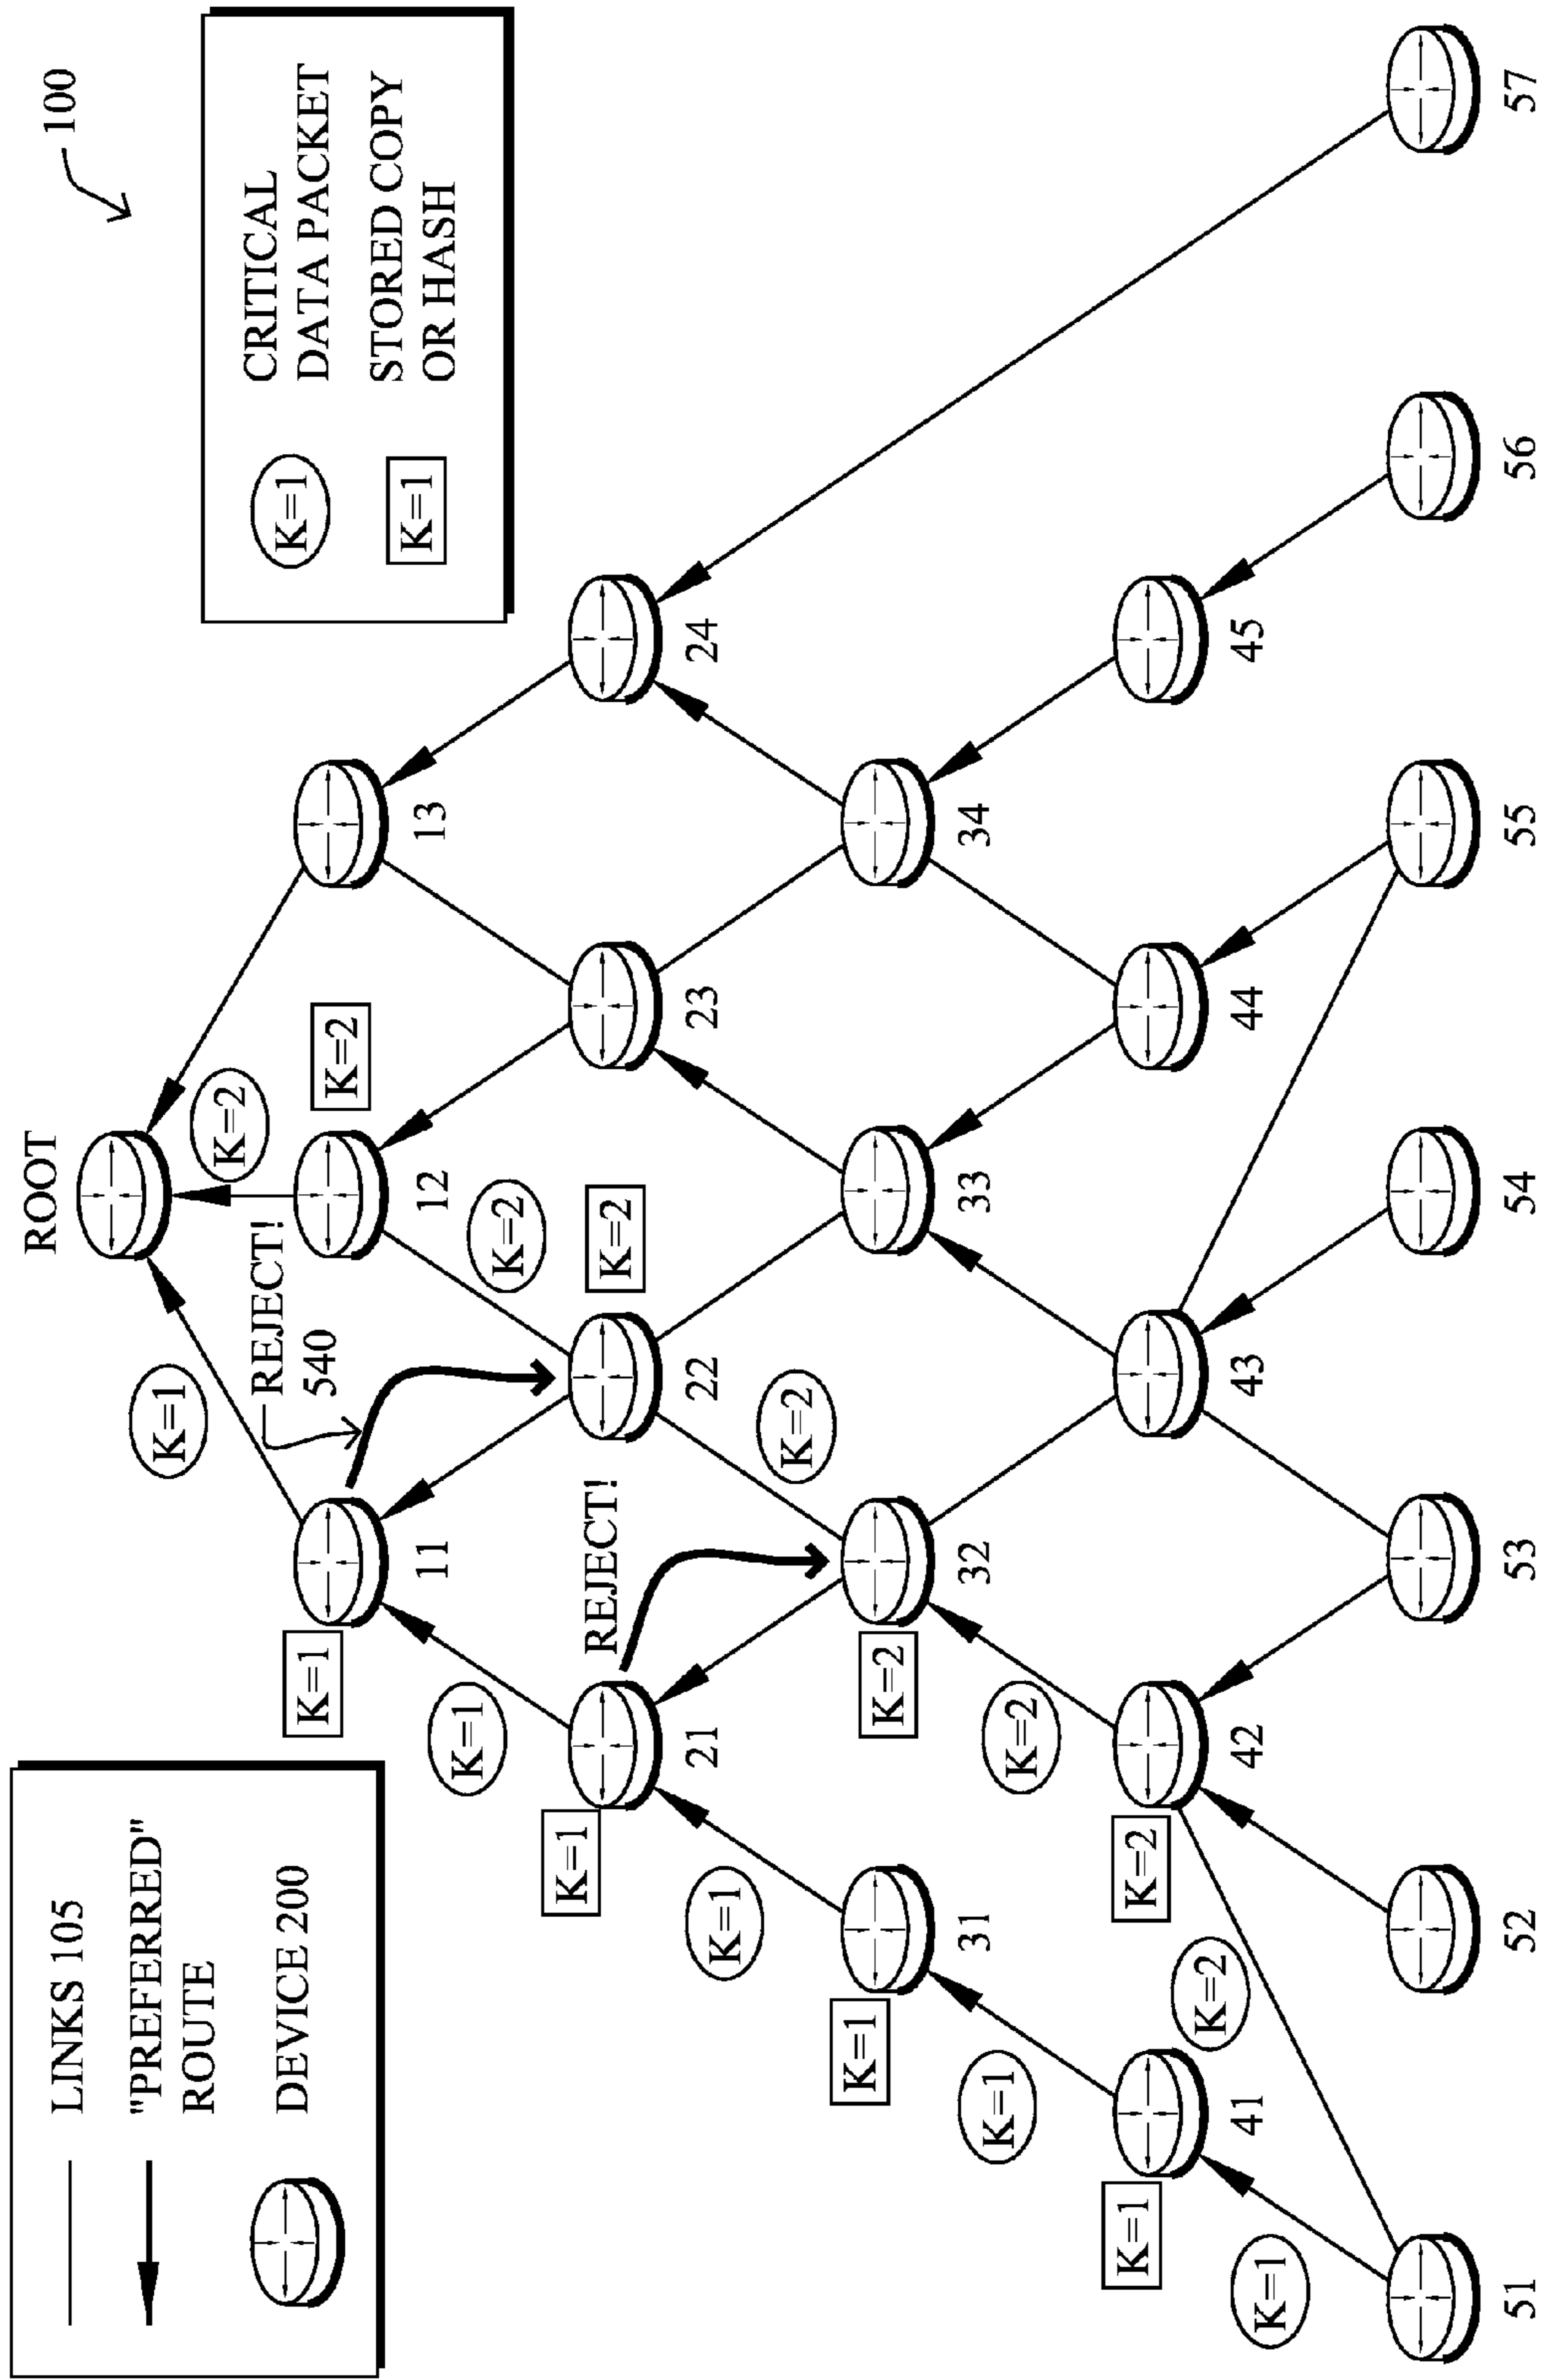 LINKS 105
"PREFERRED"
ROUTE
DEVICE 200
100
K=1
CRITICAL
DATA PACKET
K=1
STORED COPY
OR HASH
ROOT
K=1
K=2
REJECT!
540
K=1
11
12
K=2
13
K=1
K=2
REJECT!
K=1
21
22
K=2
23
24
K=1
K=2
K=1
31
K=2
32
33
34
K=1
K=2
K=1
41
K=2
42
43
44
45
K=1
K=2
51
52
53
54
55
56
57